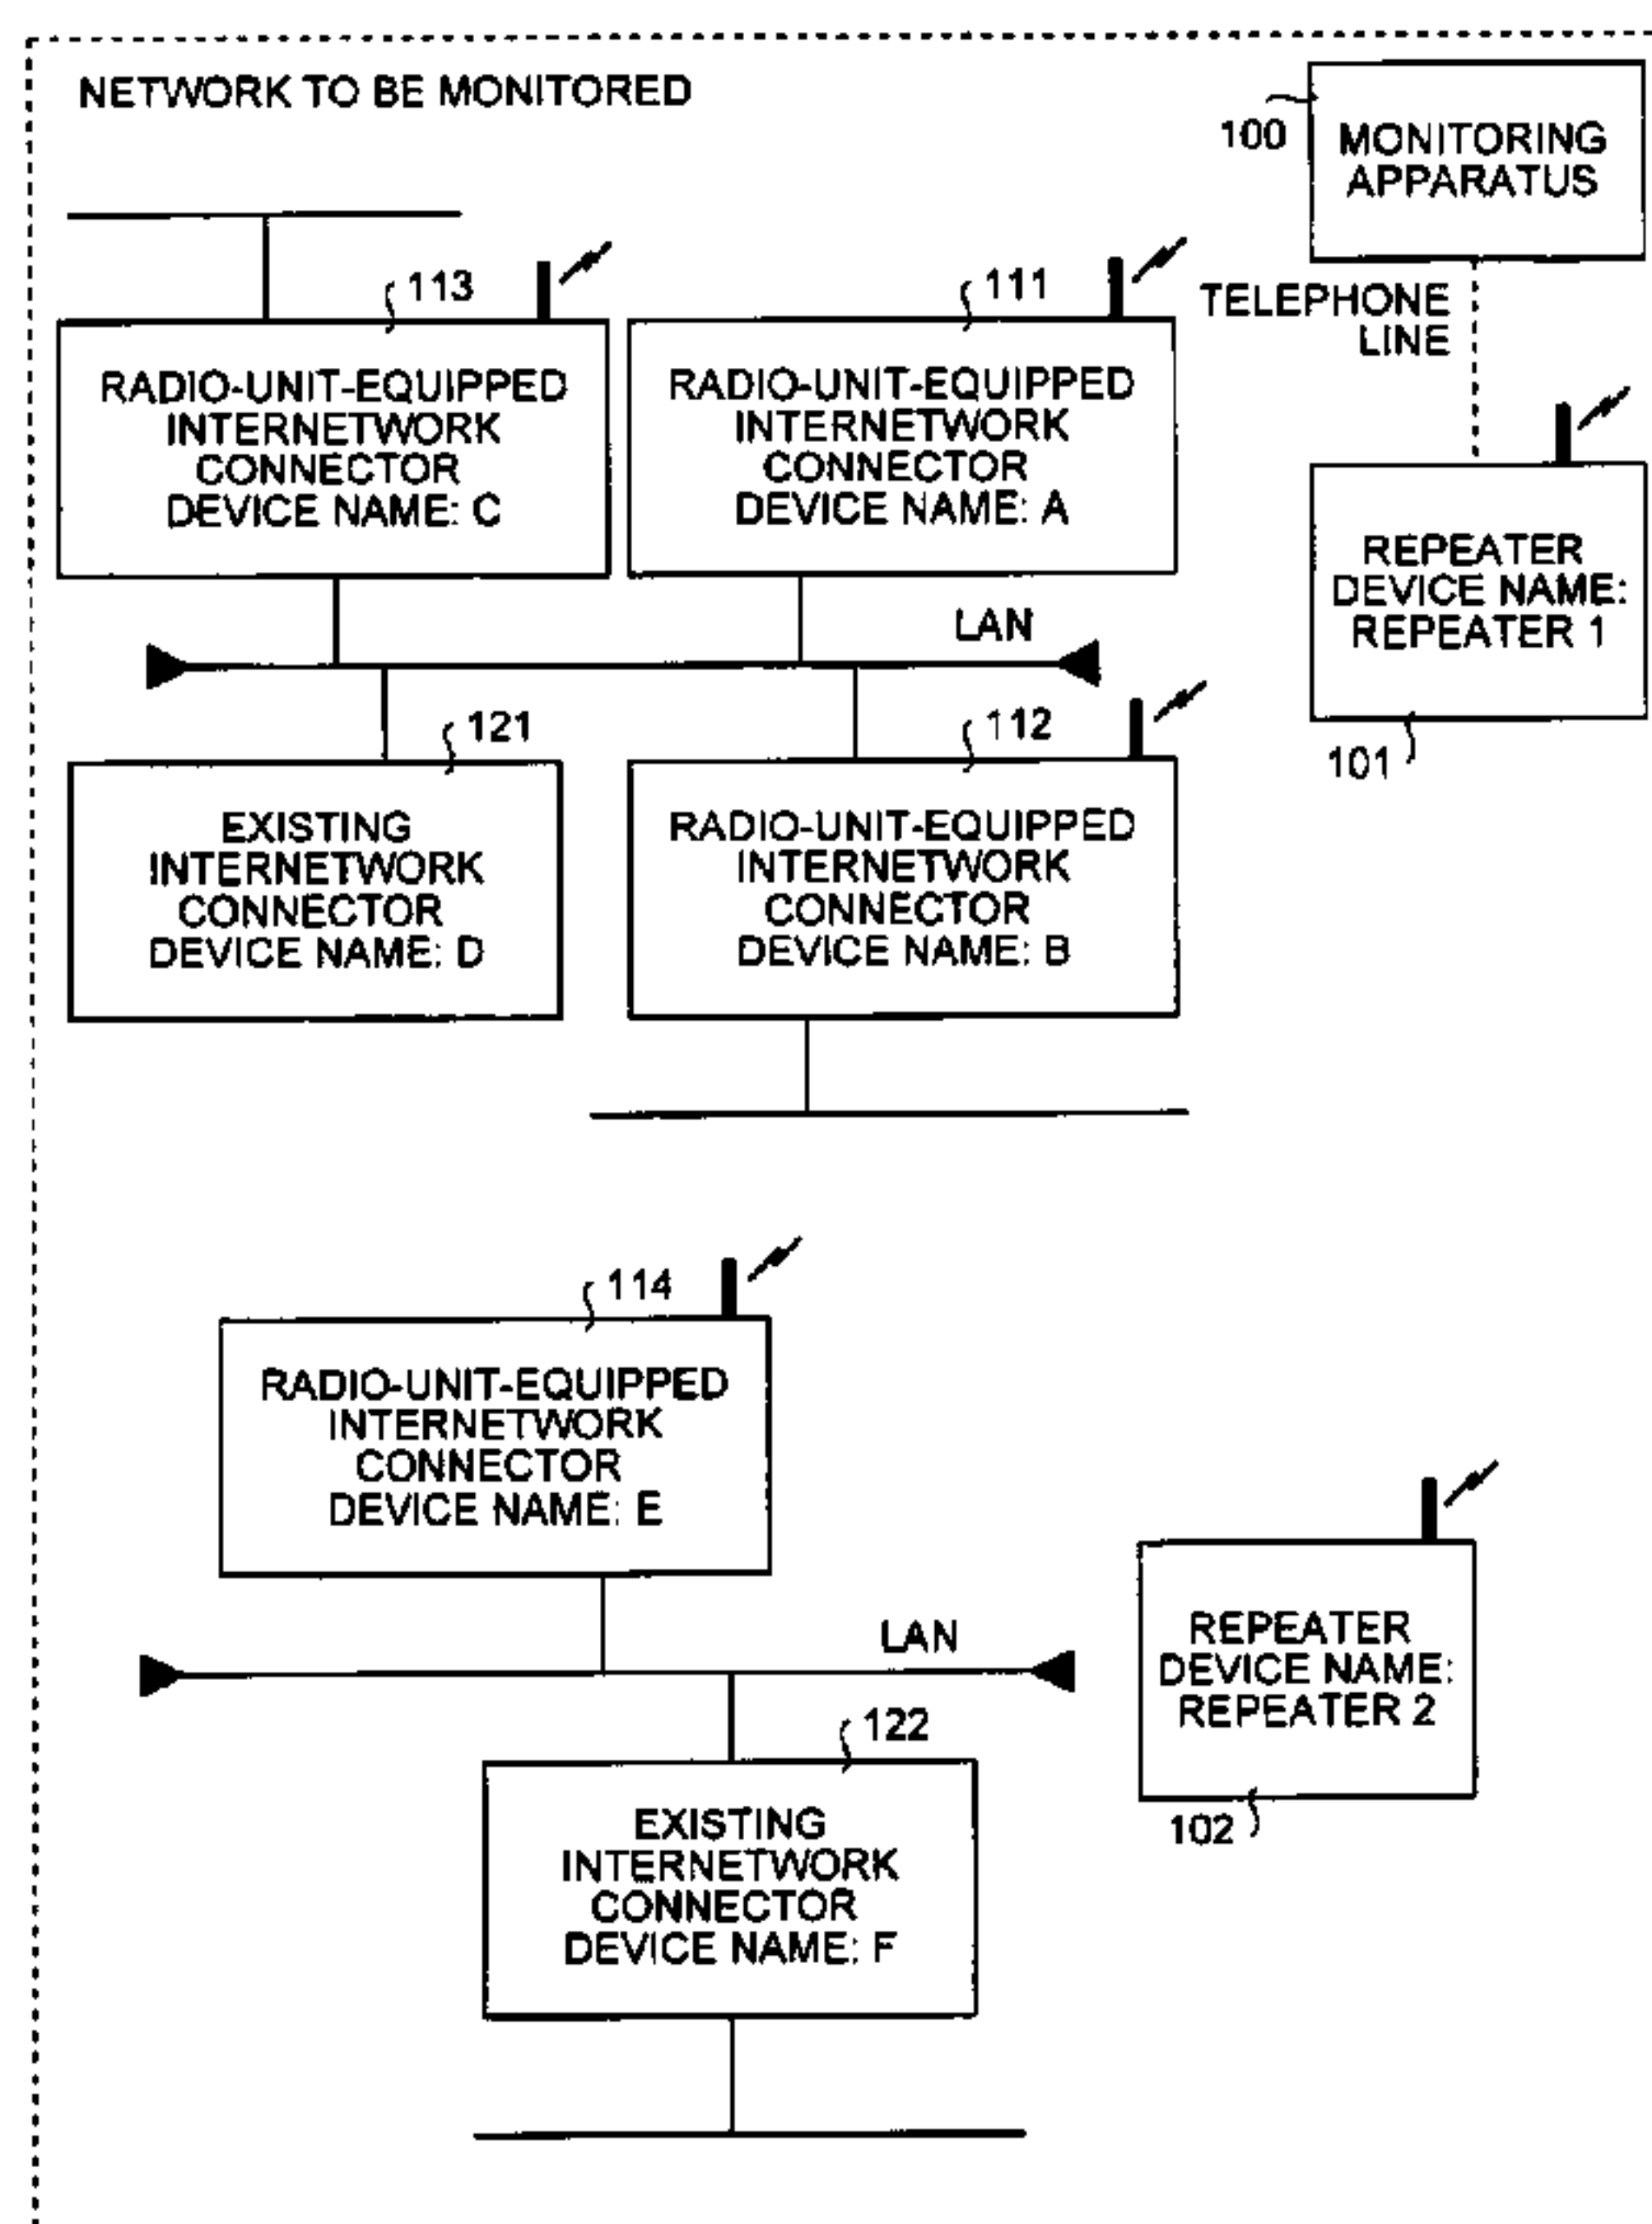 NETWORK TO BE MONITORED
100
MONITORING
APPARATUS
113
111
TELEPHONE
LINE
RADIO-UNIT-EQUIPPED
INTERNETWORK
CONNECTOR
DEVICE NAME: C
RADIO-UNIT-EQUIPPED
INTERNETWORK
CONNECTOR
DEVICE NAME: A
REPEATER
DEVICE NAME:
REPEATER 1
101
LAN
121
112
EXISTING
INTERNETWORK
CONNECTOR
DEVICE NAME: D
RADIO-UNIT-EQUIPPED
INTERNETWORK
CONNECTOR
DEVICE NAME: B
114
RADIO-UNIT-EQUIPPED
INTERNETWORK
CONNECTOR
DEVICE NAME: E
LAN
REPEATER
DEVICE NAME:
REPEATER 2
102
122
EXISTING
INTERNETWORK
CONNECTOR
DEVICE NAME: F